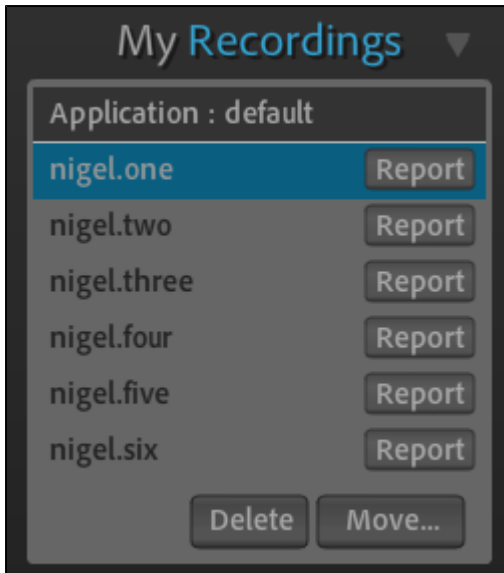 My Recordings
Application : default
nigel.one Report
nigel.two Report
nigel.three Report
nigel.four Report
nigel.five Report
nigel.six Report
Delete Move...